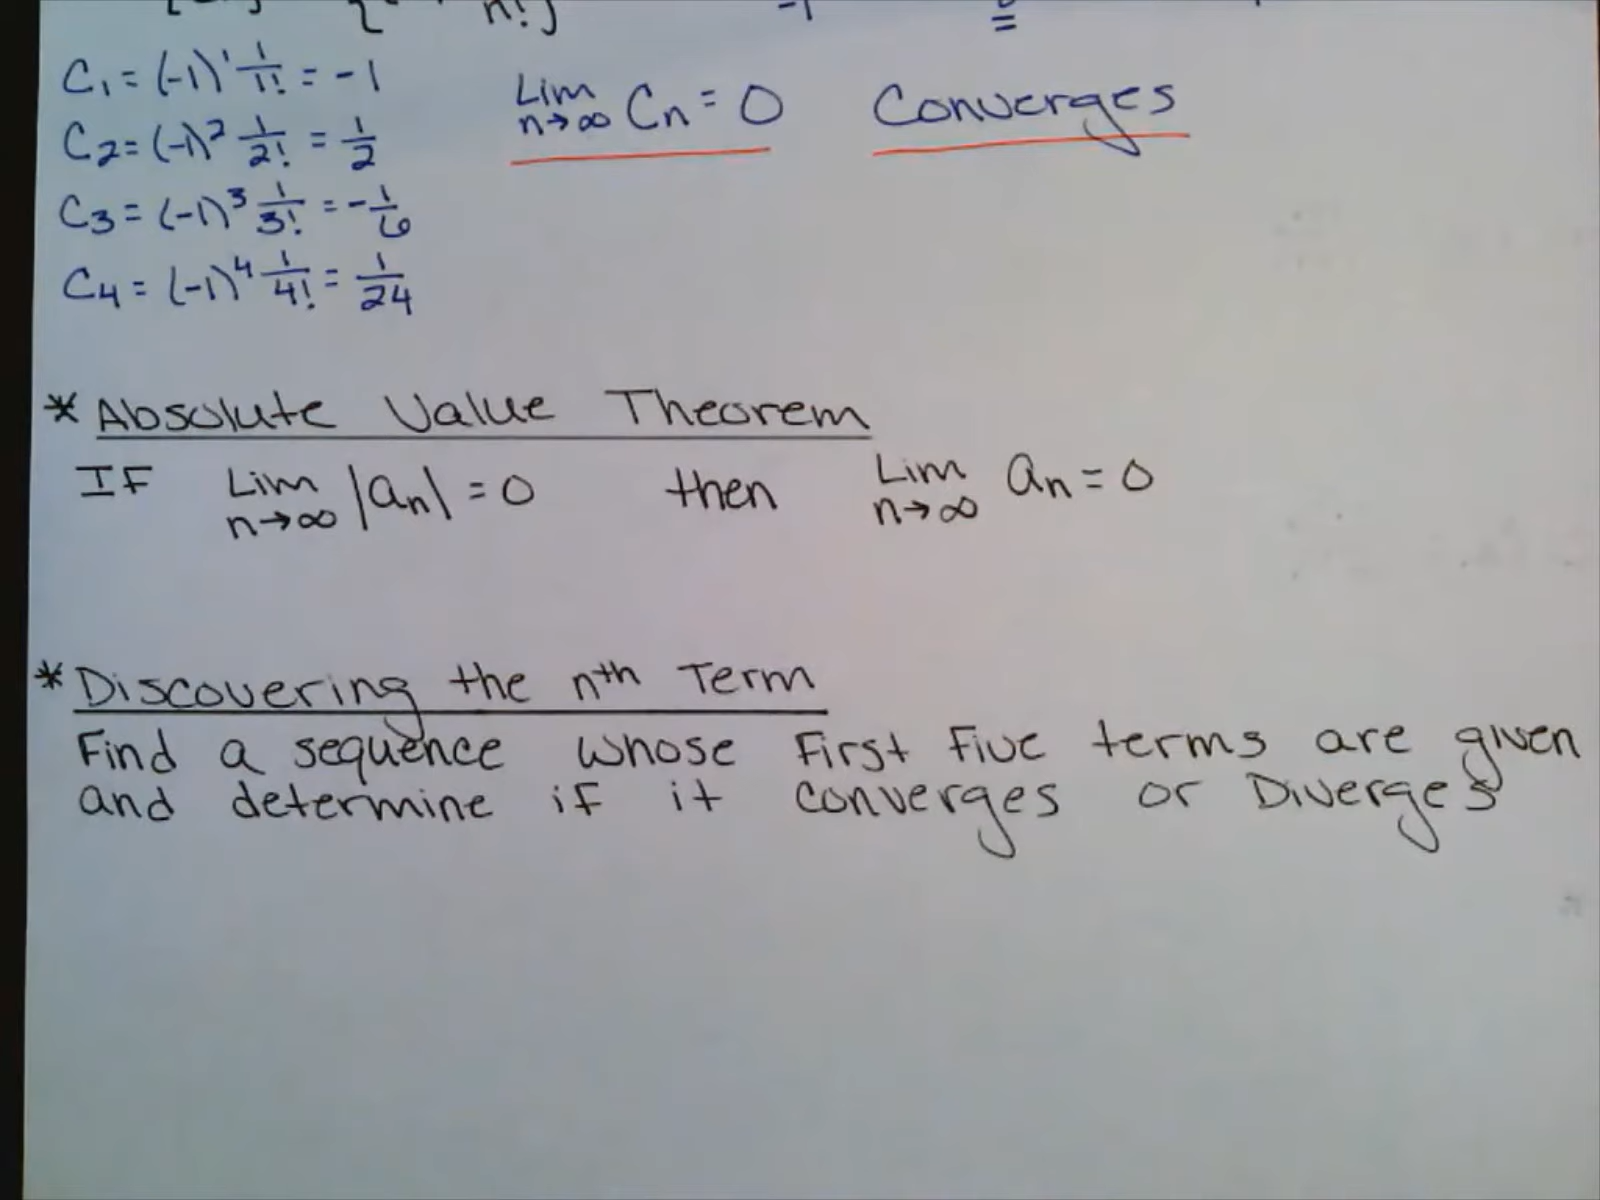 n!}
-1 =
C₁ = (-1)¹ 1/1! = -1
Lim n→∞ Cn = 0 Converges
C₂ = (-1)² 1/2! = 1/2
C₃ = (-1)³ 1/3! = -1/6
C₄ = (-1)⁴ 1/4! = 1/24
* Absolute Value Theorem
IF Lim n→∞ |an| = 0 then Lim n→∞ an = 0
* Discovering the nth Term
Find a sequence whose First Five terms are given
and determine if it converges or Diverges